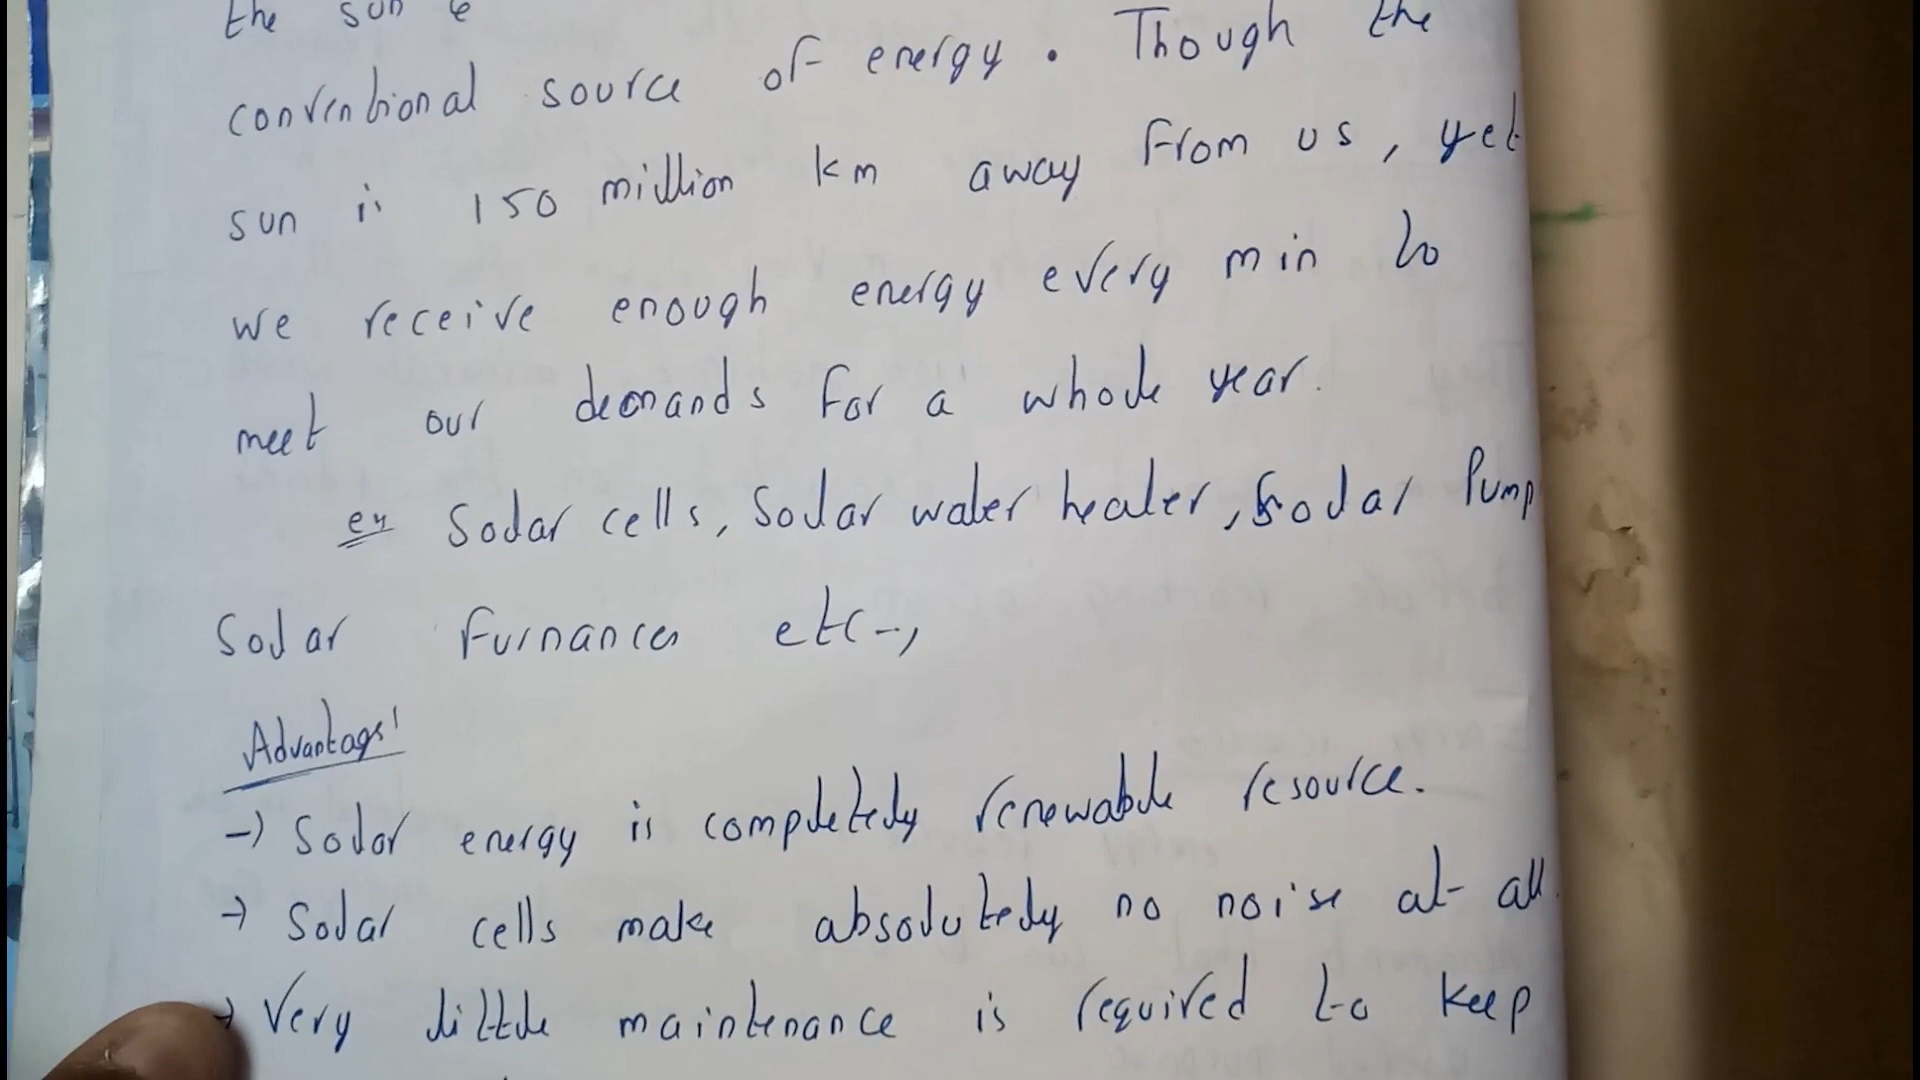 the sun
conventional source of energy. Though the
sun is 150 million km away from us, yet
we receive enough energy every min to
meet our demands for a whole year.
ex Solar cells, Solar water heater, Solar Pump
Solar Furnances etc-,
Advantags'
→ Solar energy is completely renewable resource.
→ Solar cells make absolutely no noise at all.
→ Very little maintenance is required to keep